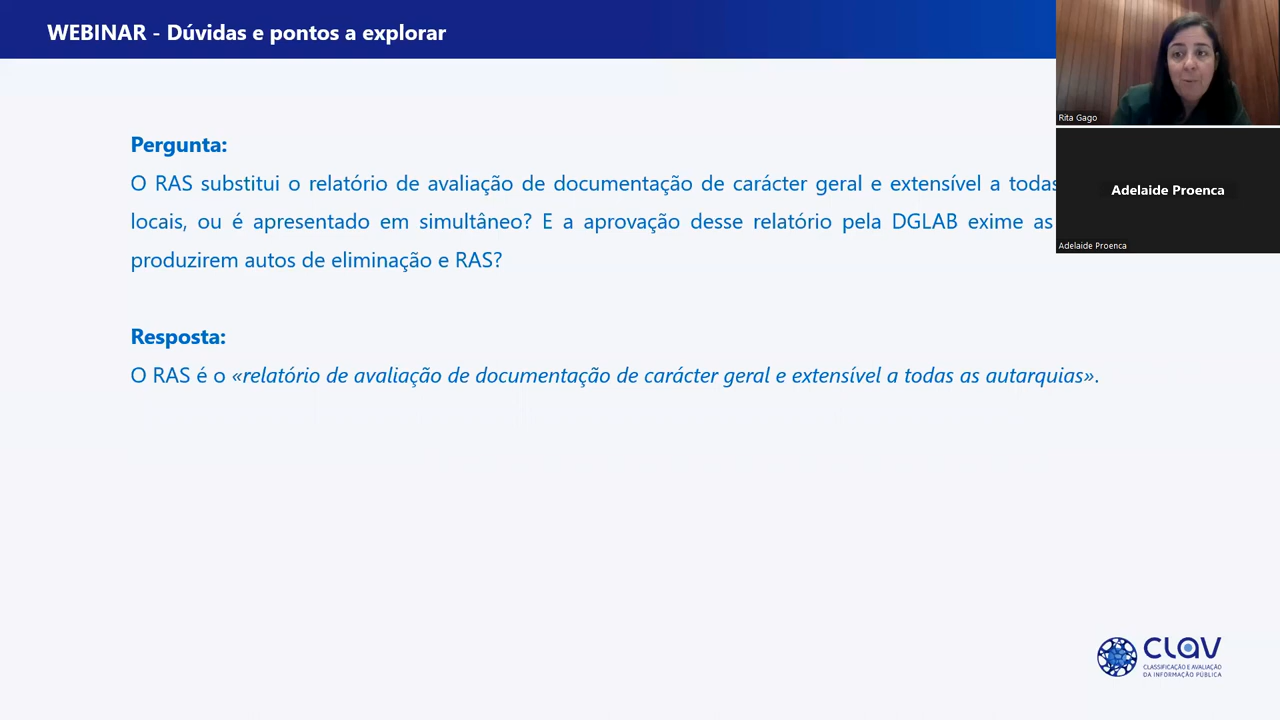 WEBINAR - Dúvidas e pontos a explorar
Pergunta:
O RAS substitui o relatório de avaliação de documentação de carácter geral e extensível a todas
locais, ou é apresentado em simultâneo? E a aprovação desse relatório pela DGLAB exime as
produzirem autos de eliminação e RAS?
Resposta:
O RAS é o «relatório de avaliação de documentação de carácter geral e extensível a todas as autarquias».
Rita Gago
Adelaide Proenca
Adelaide Proenca
CLAV
CLASSIFICAÇÃO E AVALIAÇÃO
DA INFORMAÇÃO PÚBLICA